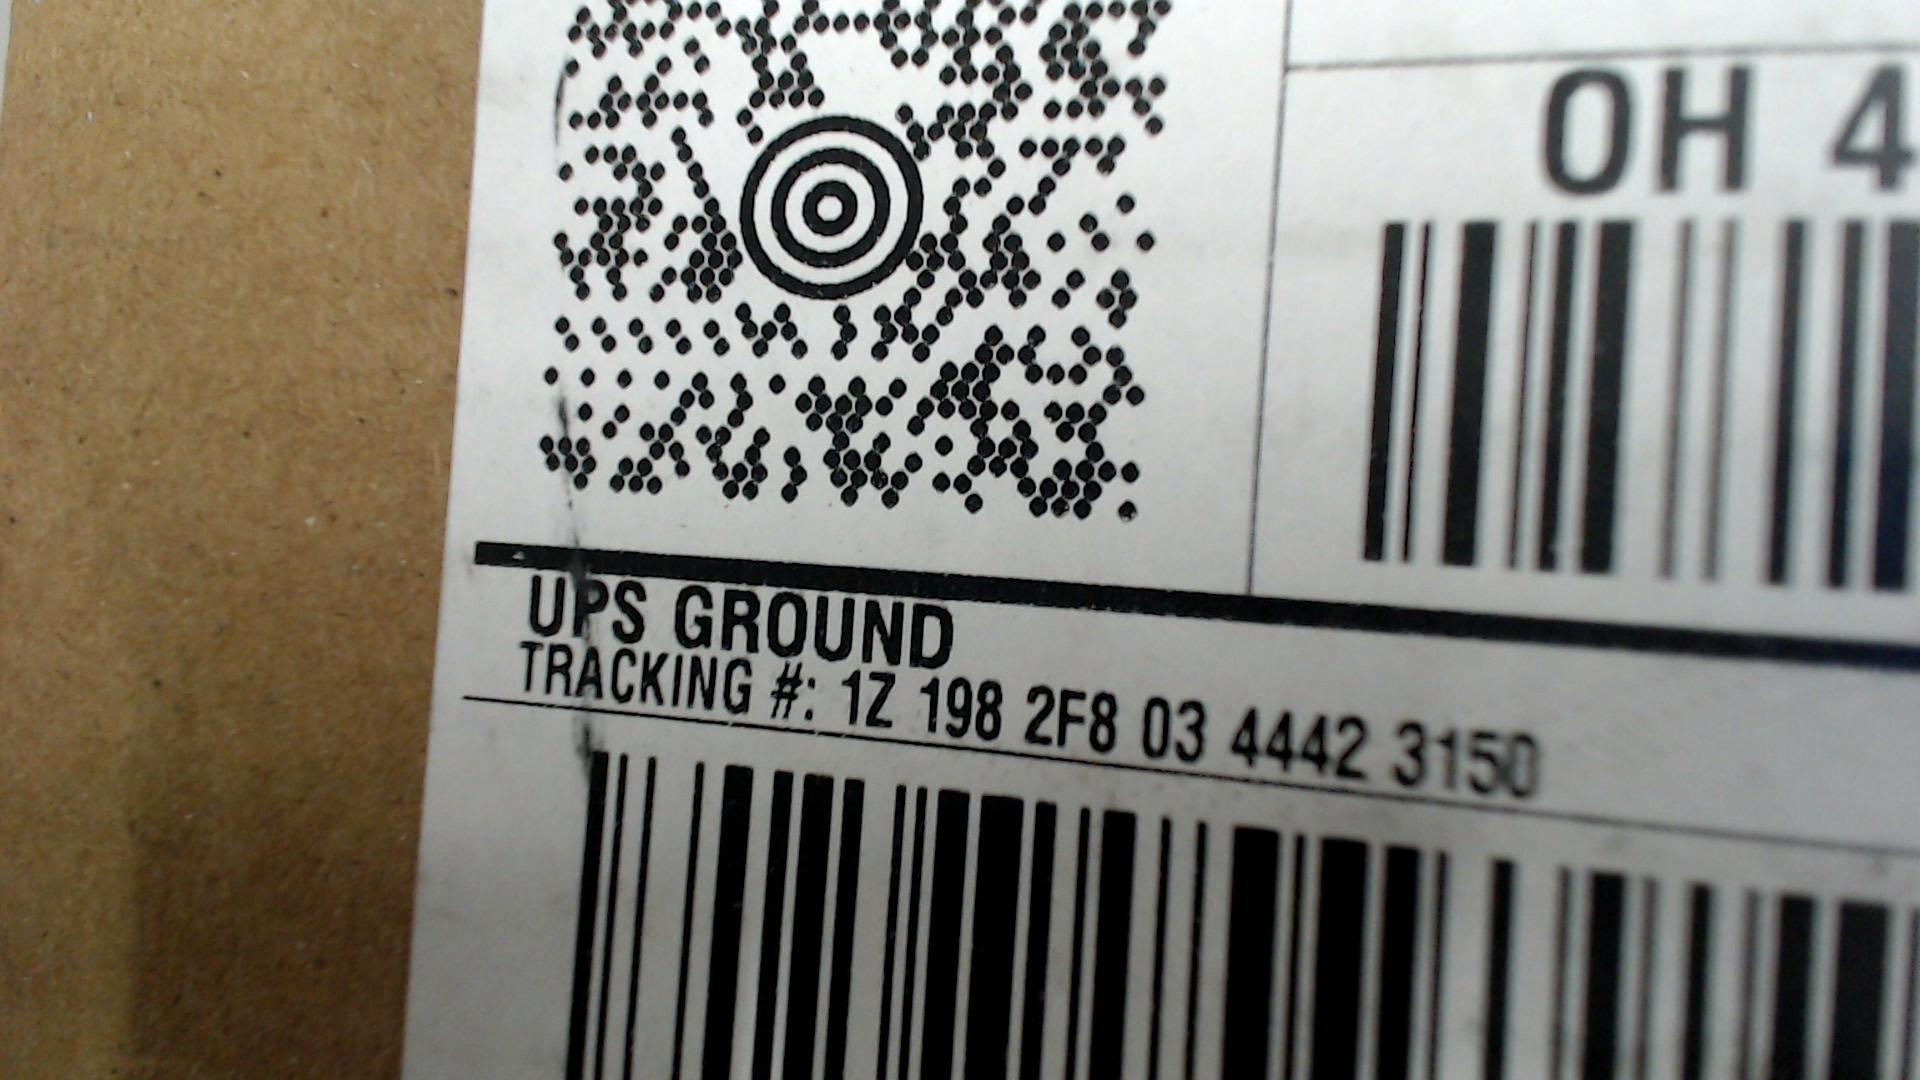 OH 4
UPS GROUND
TRACKING #: 1Z 198 2F8 03 4442 3150